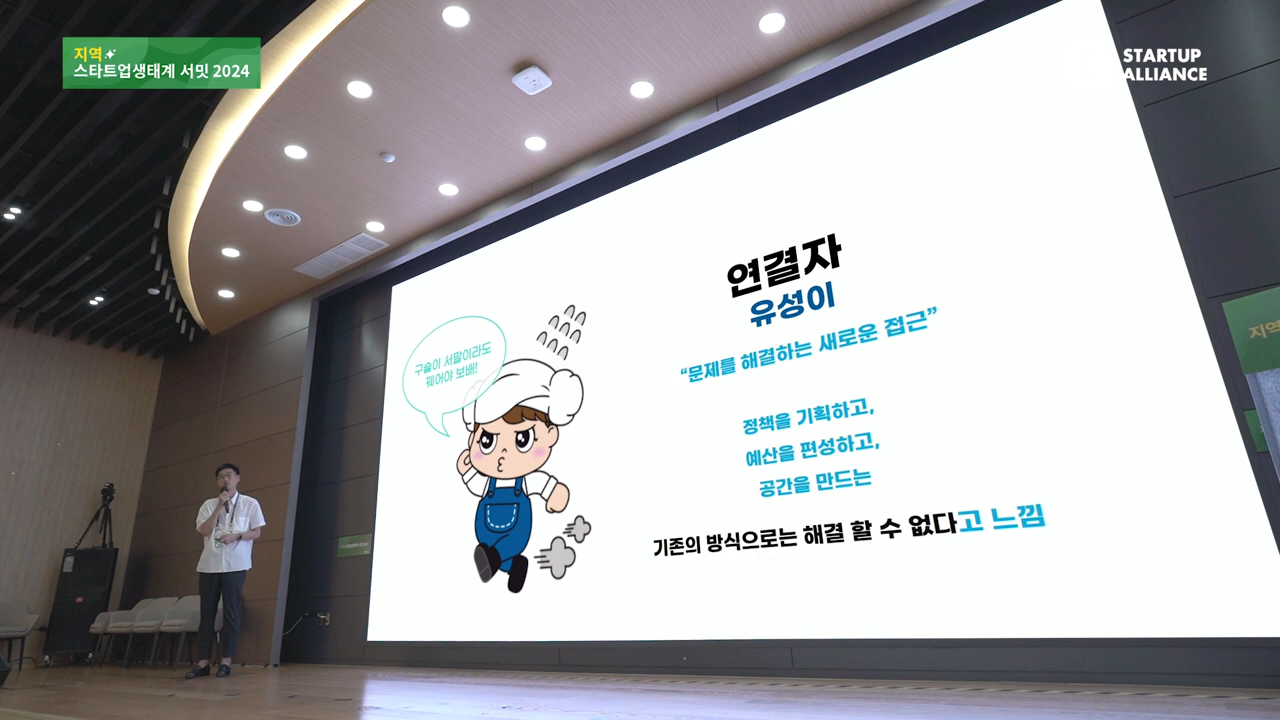 지역
스타트업생태계 서밋 2024
STARTUP
ALLIANCE
연결자
유성이
“문제를 해결하는 새로운 접근”
구슬이 서말이라도
꿰어야 보배!
정책을 기획하고,
예산을 편성하고,
공간을 만드는
기존의 방식으로는 해결 할 수 없다고 느낌
지역